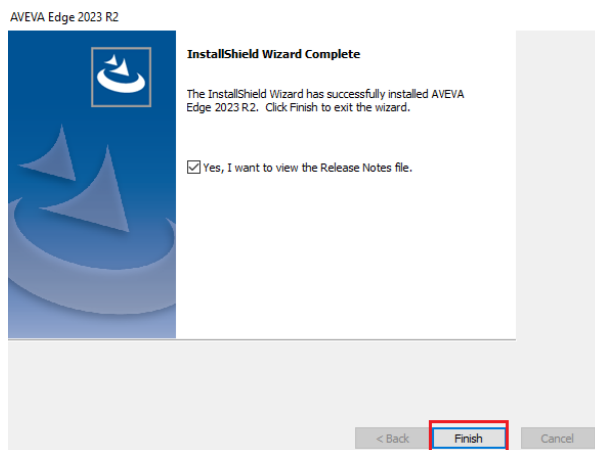 AVEVA Edge 2023 R2
InstallShield Wizard Complete
The InstallShield Wizard has successfully installed AVEVA
Edge 2023 R2. Click Finish to exit the wizard.
Yes, I want to view the Release Notes file.
< Back
Finish
Cancel